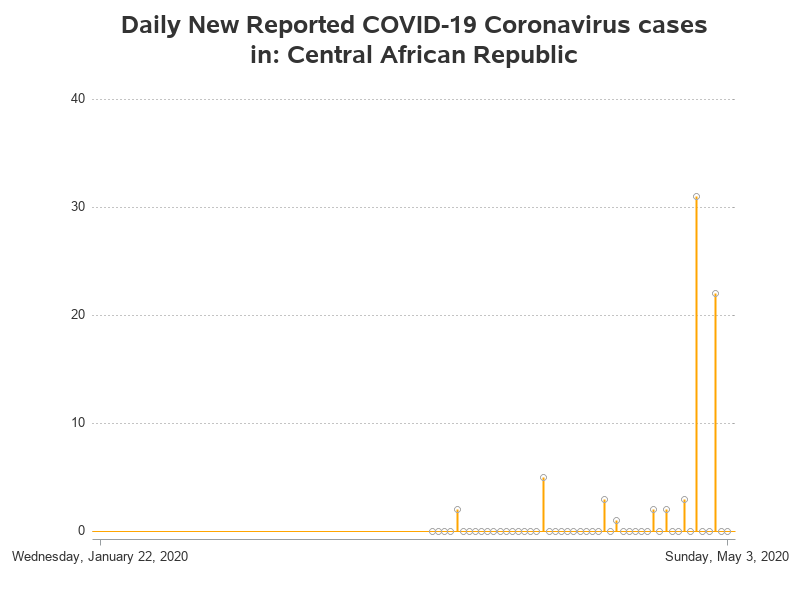 Daily New Reported COVID-19 Coronavirus cases
in: Central African Republic
40
30
20
10
0
Wednesday, January 22, 2020
Sunday, May 3, 2020